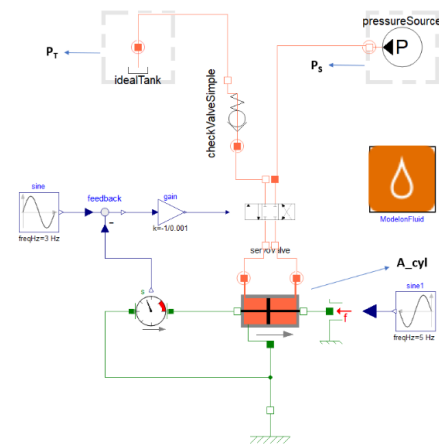 pressureSource
P_T
P_S
P
idealTank
checkValveSimple
sine
feedback
gain
freqHz=3 Hz
k=-1/0.001
ModelonFluid
servoValve
A_cyl
sine1
s
f
freqHz=5 Hz